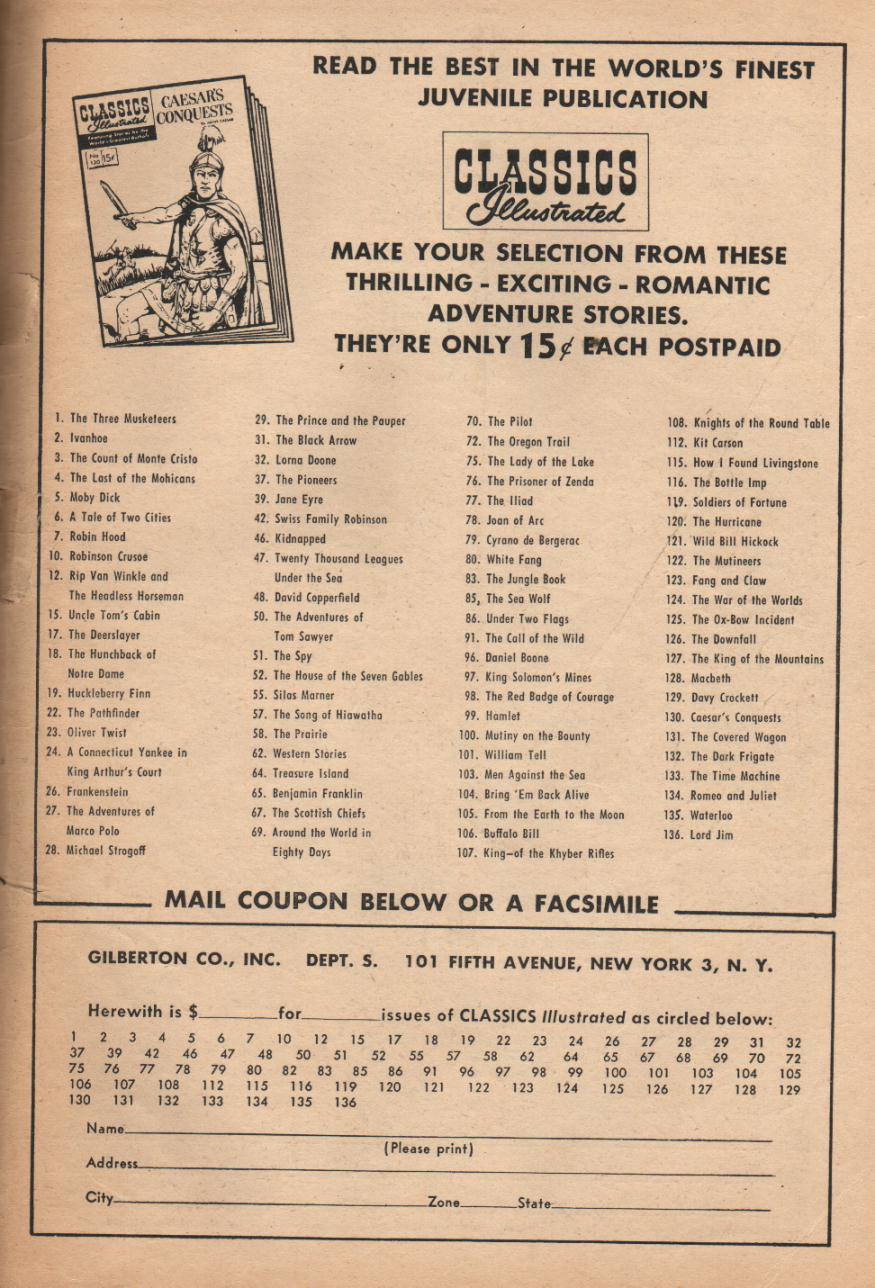 READ THE BEST IN THE WORLD'S FINEST
JUVENILE PUBLICATION
CLASSICS
Illustrated
CAESAR'S
CONQUESTS
Featuring Stories by the
World's Greatest Authors
No
130
15¢
CLASSICS
Illustrated
MAKE YOUR SELECTION FROM THESE
THRILLING - EXCITING - ROMANTIC
ADVENTURE STORIES.
THEY'RE ONLY 15¢ EACH POSTPAID
1. The Three Musketeers
2. Ivanhoe
3. The Count of Monte Cristo
4. The Last of the Mohicans
5. Moby Dick
6. A Tale of Two Cities
7. Robin Hood
10. Robinson Crusoe
12. Rip Van Winkle and
The Headless Horseman
15. Uncle Tom's Cabin
17. The Deerslayer
18. The Hunchback of
Notre Dame
19. Huckleberry Finn
22. The Pathfinder
23. Oliver Twist
24. A Connecticut Yankee in
King Arthur's Court
26. Frankenstein
27. The Adventures of
Marco Polo
28. Michael Strogoff
29. The Prince and the Pauper
31. The Black Arrow
32. Lorna Doone
37. The Pioneers
39. Jane Eyre
42. Swiss Family Robinson
46. Kidnapped
47. Twenty Thousand Leagues
Under the Sea
48. David Copperfield
50. The Adventures of
Tom Sawyer
51. The Spy
52. The House of the Seven Gables
55. Silas Marner
57. The Song of Hiawatha
58. The Prairie
62. Western Stories
64. Treasure Island
65. Benjamin Franklin
67. The Scottish Chiefs
69. Around the World in
Eighty Days
70. The Pilot
72. The Oregon Trail
75. The Lady of the Lake
76. The Prisoner of Zenda
77. The Iliad
78. Joan of Arc
79. Cyrano de Bergerac
80. White Fang
83. The Jungle Book
85, The Sea Wolf
86. Under Two Flags
91. The Call of the Wild
96. Daniel Boone
97. King Solomon's Mines
98. The Red Badge of Courage
99. Hamlet
100. Mutiny on the Bounty
101. William Tell
103. Men Against the Sea
104. Bring 'Em Back Alive
105. From the Earth to the Moon
106. Buffalo Bill
107. King—of the Khyber Rifles
108. Knights of the Round Table
112. Kit Carson
115. How I Found Livingstone
116. The Bottle Imp
119. Soldiers of Fortune
120. The Hurricane
121. Wild Bill Hickock
122. The Mutineers
123. Fang and Claw
124. The War of the Worlds
125. The Ox-Bow Incident
126. The Downfall
127. The King of the Mountains
128. Macbeth
129. Davy Crockett
130. Caesar's Conquests
131. The Covered Wagon
132. The Dark Frigate
133. The Time Machine
134. Romeo and Juliet
135. Waterloo
136. Lord Jim
MAIL COUPON BELOW OR A FACSIMILE
GILBERTON CO., INC. DEPT. S. 101 FIFTH AVENUE, NEW YORK 3, N. Y.
Herewith is $ for issues of CLASSICS Illustrated as circled below:
1 2 3 4 5 6 7 10 12 15 17 18 19 22 23 24 26 27 28 29 31 32
37 39 42 46 47 48 50 51 52 55 57 58 62 64 65 67 68 69 70 72
75 76 77 78 79 80 82 83 85 86 91 96 97 98 99 100 101 103 104 105
106 107 108 112 115 116 119 120 121 122 123 124 125 126 127 128 129
130 131 132 133 134 135 136
Name
(Please print)
Address
City Zone State